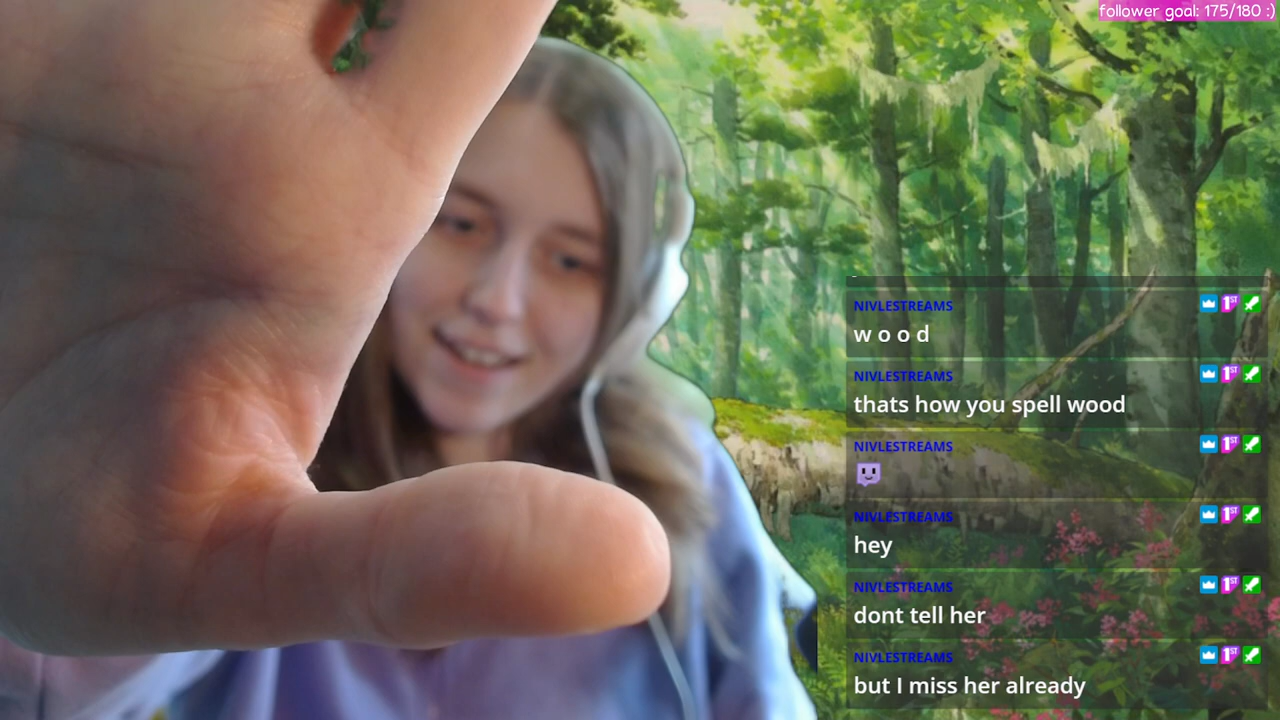 follower goal: 175/180 :)
NIVLESTREAMS
w o o d
NIVLESTREAMS
thats how you spell wood
NIVLESTREAMS
NIVLESTREAMS
hey
NIVLESTREAMS
dont tell her
NIVLESTREAMS
but I miss her already